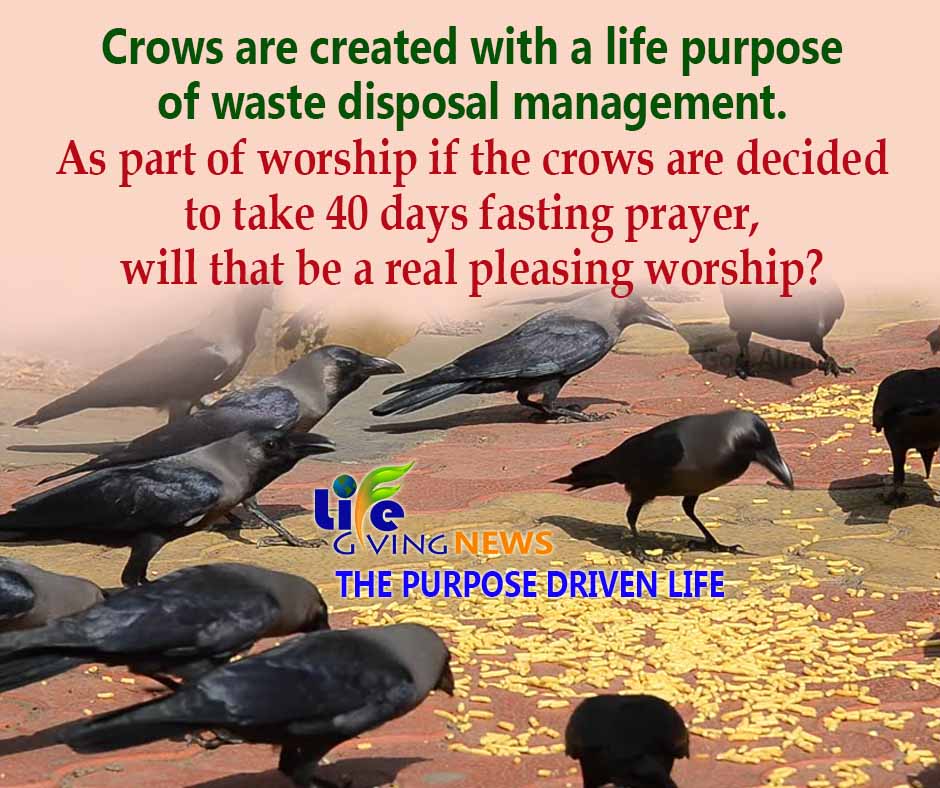 Crows are created with a life purpose
of waste disposal management.
As part of worship if the crows are decided
to take 40 days fasting prayer,
will that be a real pleasing worship?
Life
GIVING NEWS
THE PURPOSE DRIVEN LIFE